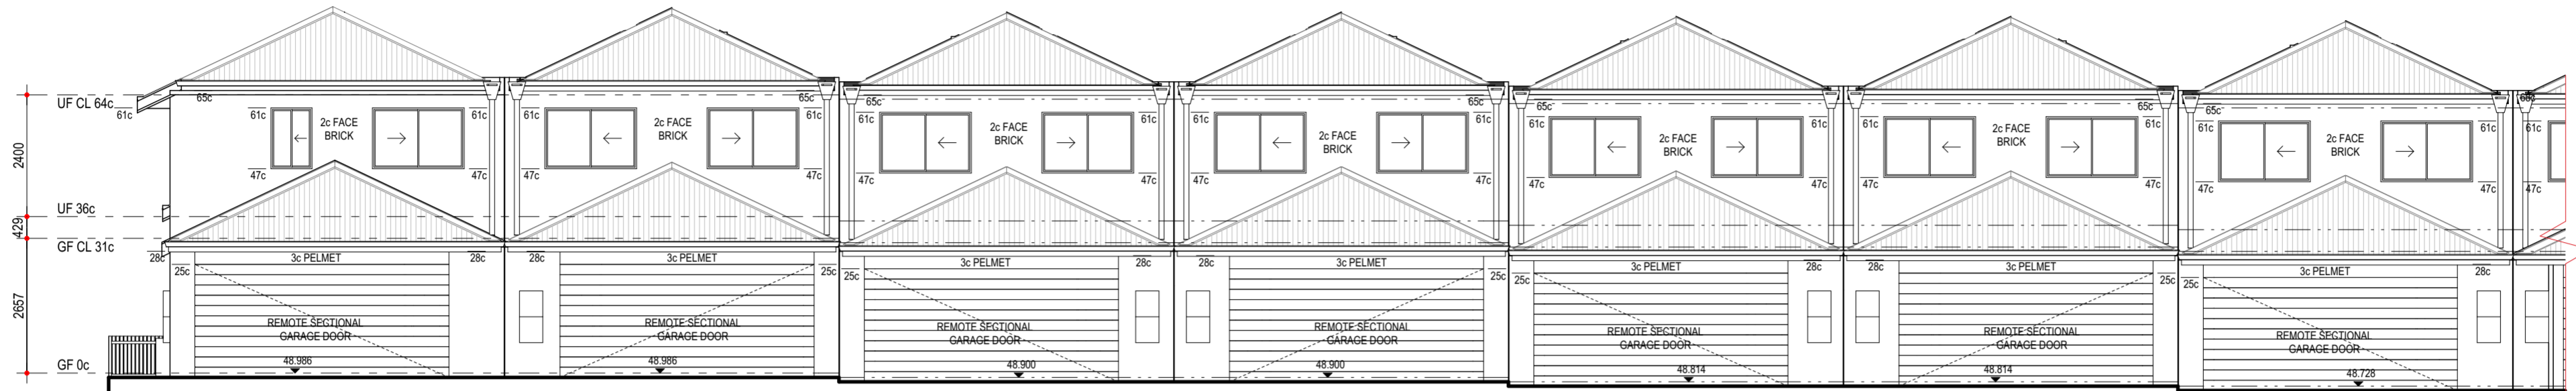 UF CL 64c
61c
2400
UF 36c
429
GF CL 31c
2657
GF 0c
65c
61c
2c FACE
BRICK
61c
47c
47c
28c
25c
3c PELMET
28c
REMOTE SECTIONAL
GARAGE DOOR
48.986
65c
61c
2c FACE
BRICK
61c
47c
47c
28c
3c PELMET
25c
REMOTE SECTIONAL
GARAGE DOOR
48.986
65c
61c
2c FACE
BRICK
61c
47c
47c
25c
3c PELMET
28c
REMOTE SECTIONAL
GARAGE DOOR
48.900
65c
61c
2c FACE
BRICK
61c
47c
47c
28c
3c PELMET
25c
REMOTE SECTIONAL
GARAGE DOOR
48.900
65c
61c
2c FACE
BRICK
61c
47c
47c
25c
3c PELMET
28c
REMOTE SECTIONAL
GARAGE DOOR
48.814
65c
61c
2c FACE
BRICK
61c
47c
47c
28c
3c PELMET
25c
REMOTE SECTIONAL
GARAGE DOOR
48.814
65c
61c
2c FACE
BRICK
61c
47c
47c
25c
3c PELMET
28c
REMOTE SECTIONAL
GARAGE DOOR
48.728
61c
47c